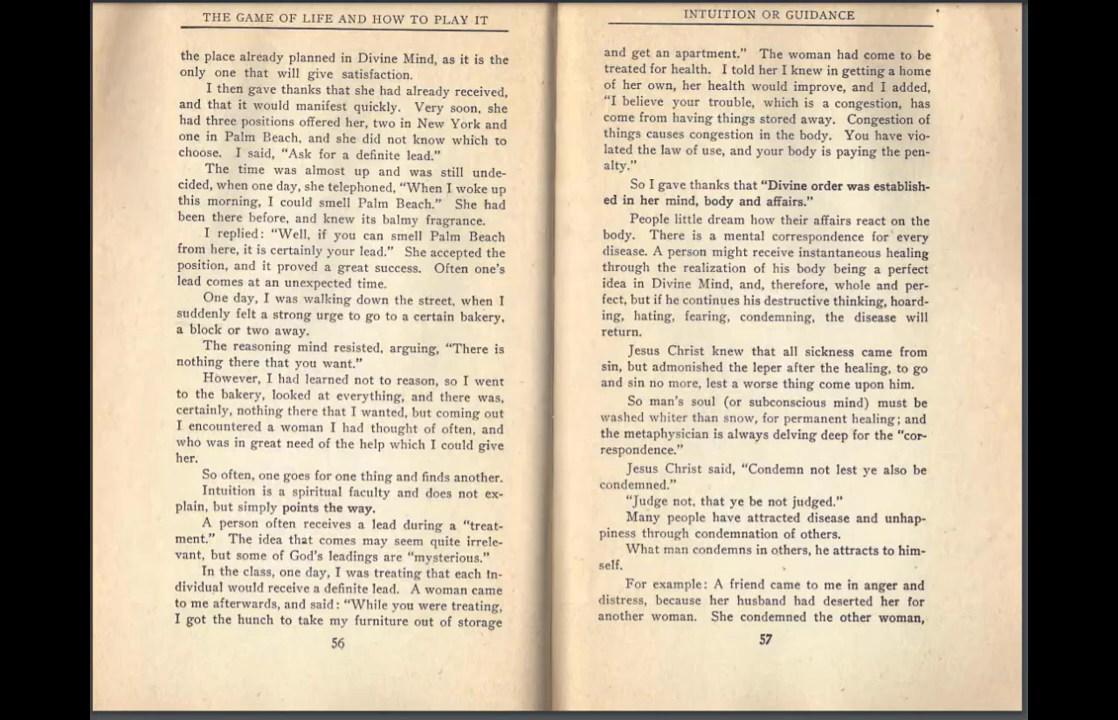 THE GAME OF LIFE AND HOW TO PLAY IT
the place already planned in Divine Mind, as it is the
only one that will give satisfaction.
I then gave thanks that she had already received,
and that it would manifest quickly. Very soon, she
had three positions offered her, two in New York and
one in Palm Beach, and she did not know which to
choose. I said, "Ask for a definite lead."
The time was almost up and was still unde-
cided, when one day, she telephoned, "When I woke up
this morning, I could smell Palm Beach." She had
been there before, and knew its balmy fragrance.
I replied: "Well, if you can smell Palm Beach
from here, it is certainly your lead." She accepted the
position, and it proved a great success. Often one's
lead comes at an unexpected time.
One day, I was walking down the street, when I
suddenly felt a strong urge to go to a certain bakery,
a block or two away.
The reasoning mind resisted, arguing, "There is
nothing there that you want."
However, I had learned not to reason, so I went
to the bakery, looked at everything, and there was,
certainly, nothing there that I wanted, but coming out
I encountered a woman I had thought of often, and
who was in great need of the help which I could give
her.
So often, one goes for one thing and finds another.
Intuition is a spiritual faculty and does not ex-
plain, but simply points the way.
A person often receives a lead during a "treat-
ment." The idea that comes may seem quite irrele-
vant, but some of God's leadings are "mysterious."
In the class, one day, I was treating that each in-
dividual would receive a definite lead. A woman came
to me afterwards, and said: "While you were treating,
I got the hunch to take my furniture out of storage
56
INTUITION OR GUIDANCE
and get an apartment." The woman had come to be
treated for health. I told her I knew in getting a home
of her own, her health would improve, and I added,
"I believe your trouble, which is a congestion, has
come from having things stored away. Congestion of
things causes congestion in the body. You have vio-
lated the law of use, and your body is paying the pen-
alty."
So I gave thanks that "Divine order was establish-
ed in her mind, body and affairs."
People little dream how their affairs react on the
body. There is a mental correspondence for every
disease. A person might receive instantaneous healing
through the realization of his body being a perfect
idea in Divine Mind, and, therefore, whole and per-
fect, but if he continues his destructive thinking, hoard-
ing, hating, fearing, condemning, the disease will
return.
Jesus Christ knew that all sickness came from
sin, but admonished the leper after the healing, to go
and sin no more, lest a worse thing come upon him.
So man's soul (or subconscious mind) must be
washed whiter than snow, for permanent healing; and
the metaphysician is always delving deep for the "cor-
respondence."
Jesus Christ said, "Condemn not lest ye also be
condemned."
"Judge not, that ye be not judged."
Many people have attracted disease and unhap-
piness through condemnation of others.
What man condemns in others, he attracts to him-
self.
For example: A friend came to me in anger and
distress, because her husband had deserted her for
another woman. She condemned the other woman,
57